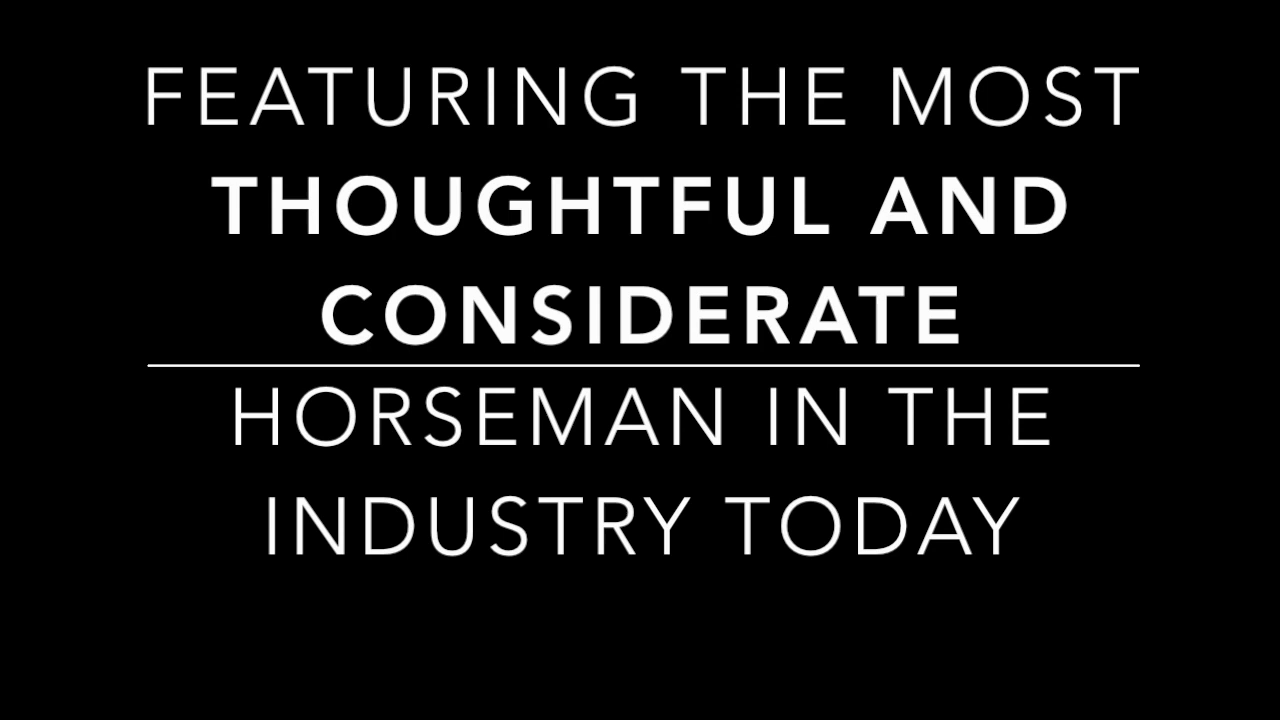 FEATURING THE MOST
THOUGHTFUL AND
CONSIDERATE
HORSEMAN IN THE
INDUSTRY TODAY